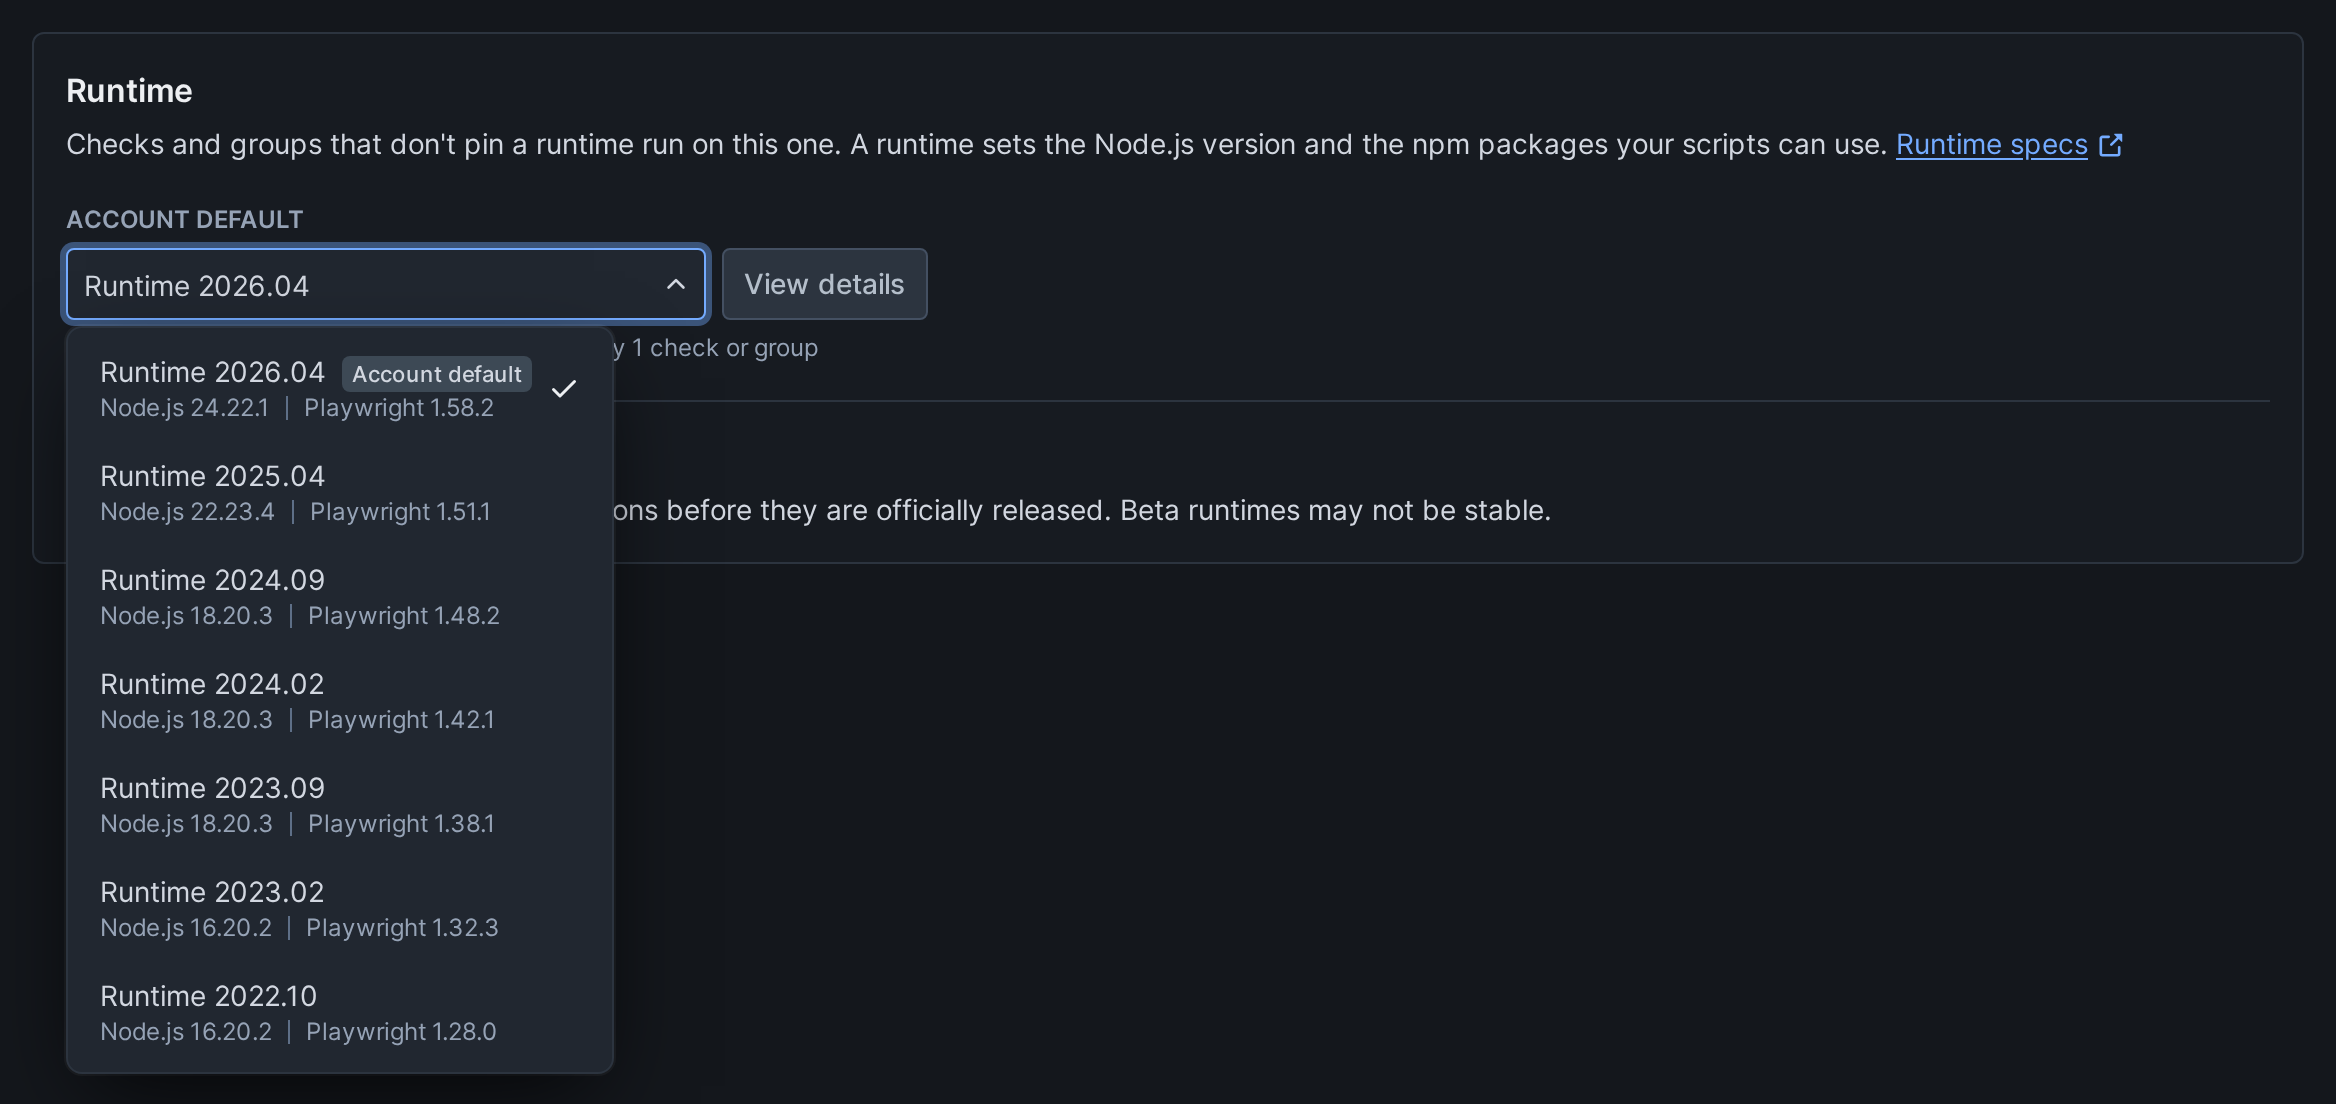 Runtime
Checks and groups that don't pin a runtime run on this one. A runtime sets the Node.js version and the npm packages your scripts can use. Runtime specs
ACCOUNT DEFAULT
Runtime 2026.04
View details
1 check or group
Runtime 2026.04 Account default
Node.js 24.22.1 | Playwright 1.58.2
Runtime 2025.04
Node.js 22.23.4 | Playwright 1.51.1
before they are officially released. Beta runtimes may not be stable.
Runtime 2024.09
Node.js 18.20.3 | Playwright 1.48.2
Runtime 2024.02
Node.js 18.20.3 | Playwright 1.42.1
Runtime 2023.09
Node.js 18.20.3 | Playwright 1.38.1
Runtime 2023.02
Node.js 16.20.2 | Playwright 1.32.3
Runtime 2022.10
Node.js 16.20.2 | Playwright 1.28.0